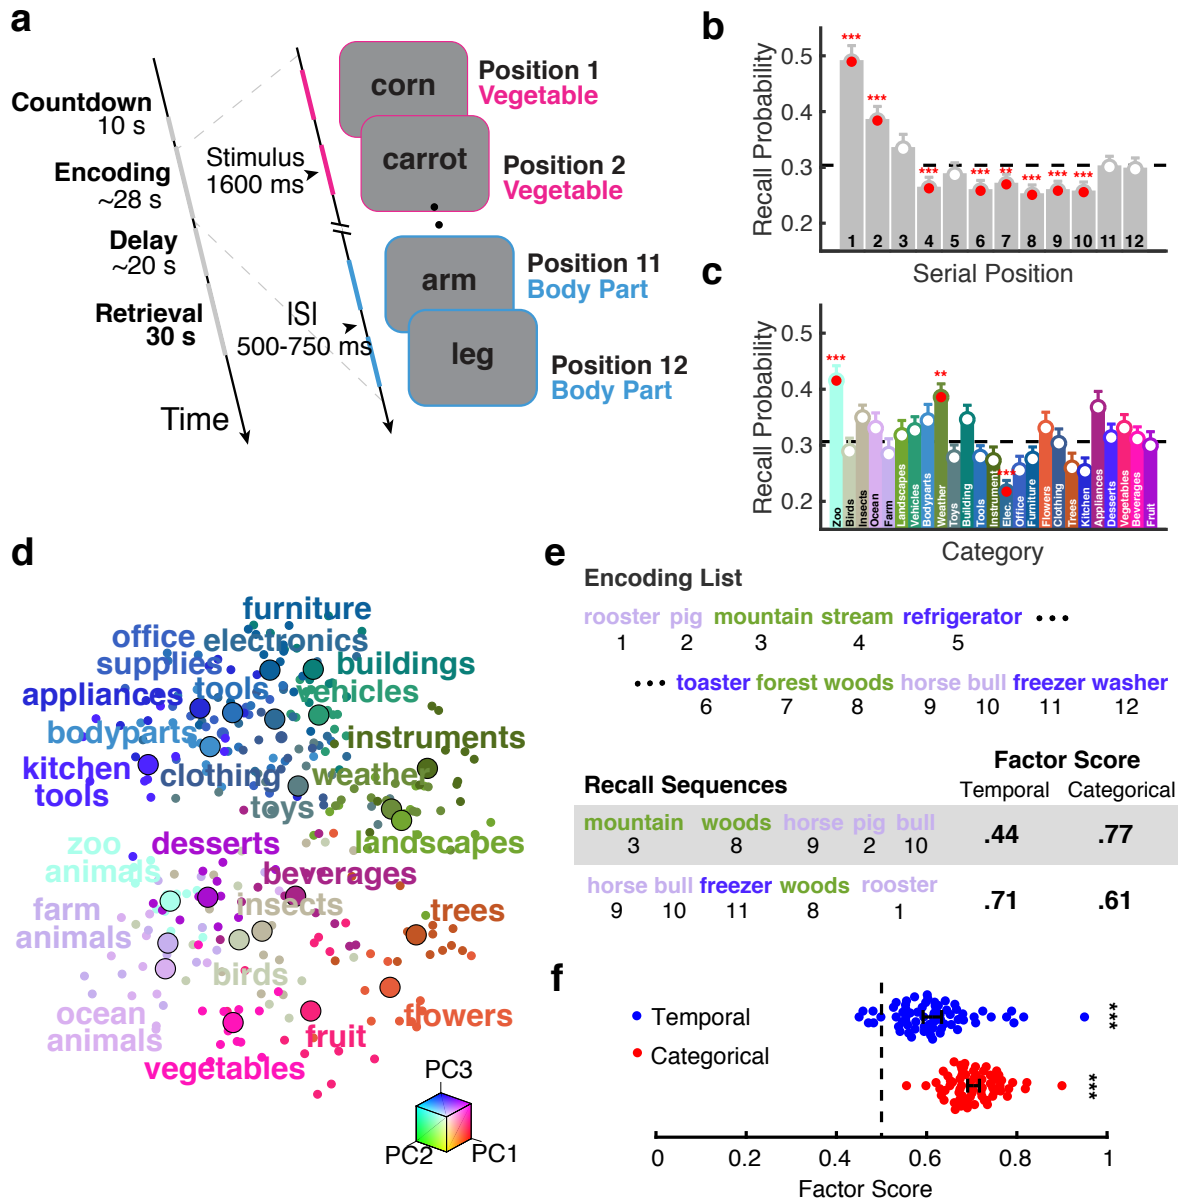 a
Countdown
10 s
Encoding
~28 s
Delay
~20 s
Retrieval
30 s
Time
Stimulus
1600 ms
ISI
500-750 ms
corn
Position 1
Vegetable
carrot
Position 2
Vegetable
arm
Position 11
Body Part
leg
Position 12
Body Part
b
Recall Probability
0.5
0.4
0.3
0.2
*** *** *** *** ** *** *** ***
1 2 3 4 5 6 7 8 9 10 11 12
Serial Position
c
Recall Probability
0.5
0.4
0.3
0.2
*** ** ***
Zoo
Birds
Insects
Ocean
Farm
Landscapes
Vehicles
Bodyparts
Weather
Toys
Building
Tools
Instrument
Elec.
Office
Furniture
Flowers
Clothing
Trees
Kitchen
Appliances
Desserts
Vegetables
Beverages
Fruit
Category
d
furniture
office electronics
supplies buildings
appliances tools vehicles
bodyparts instruments
kitchen clothing weather
tools toys
landscapes
zoo desserts
animals beverages
farm insects trees
animals
birds
ocean flowers
animals fruit
vegetables
PC3
PC2 PC1
e
Encoding List
rooster pig mountain stream refrigerator ...
1 2 3 4 5
... toaster forest woods horse bull freezer washer
6 7 8 9 10 11 12
Factor Score
Recall Sequences Temporal Categorical
mountain woods horse pig bull
3 8 9 2 10
.44 .77
horse bull freezer woods rooster
9 10 11 8 1
.71 .61
f
Temporal
Categorical
***
***
0 0.2 0.4 0.6 0.8 1
Factor Score